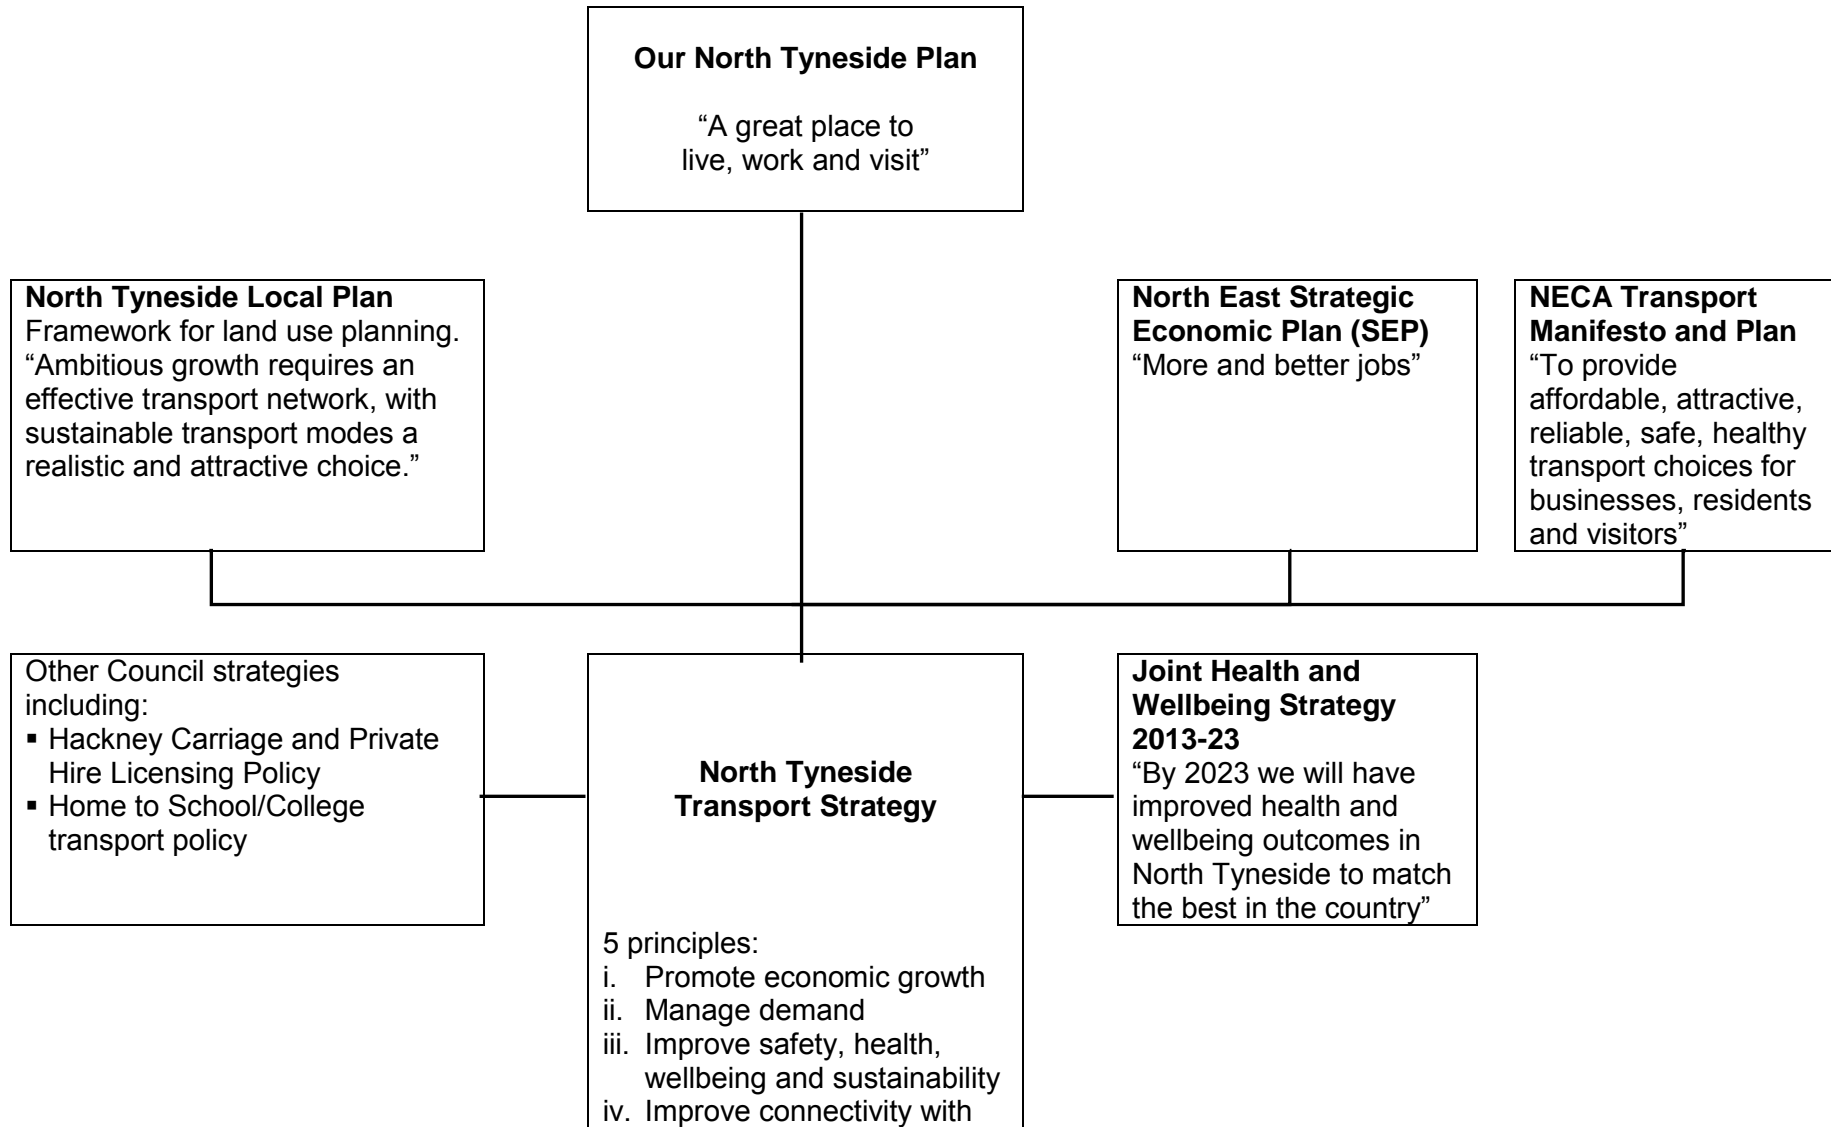 Our North Tyneside Plan
“A great place to
live, work and visit”
North Tyneside Local Plan
Framework for land use planning.
“Ambitious growth requires an
effective transport network, with
sustainable transport modes a
realistic and attractive choice.”
North East Strategic
Economic Plan (SEP)
“More and better jobs”
NECA Transport
Manifesto and Plan
“To provide
affordable, attractive,
reliable, safe, healthy
transport choices for
businesses, residents
and visitors”
Other Council strategies
including:
▪ Hackney Carriage and Private
Hire Licensing Policy
▪ Home to School/College
transport policy
North Tyneside
Transport Strategy
5 principles:
i. Promote economic growth
ii. Manage demand
iii. Improve safety, health,
wellbeing and sustainability
iv. Improve connectivity with
Joint Health and
Wellbeing Strategy
2013-23
“By 2023 we will have
improved health and
wellbeing outcomes in
North Tyneside to match
the best in the country”